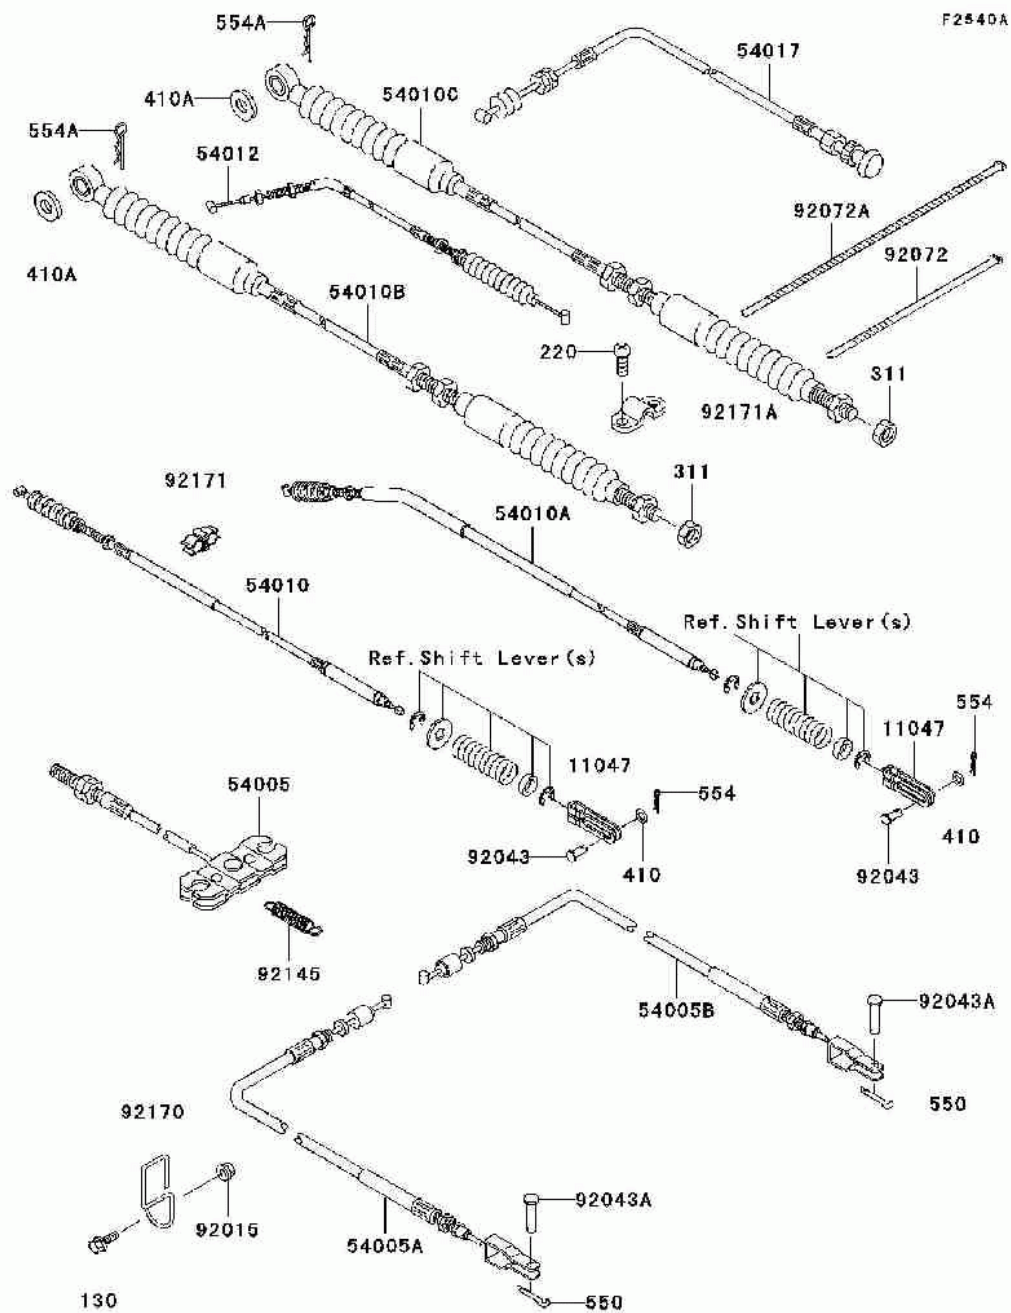 554A
F2540A
54017
410A
54010C
554A
54012
92072A
92072
410A
54010B
220
311
92171A
92171
311
54010A
54010
Ref.Shift Lever(s)
Ref.Shift Lever(s)
554
11047
11047
54005
554
92043
410
410
92043
92145
54005B
92043A
550
92170
92043A
92015
54005A
130
550